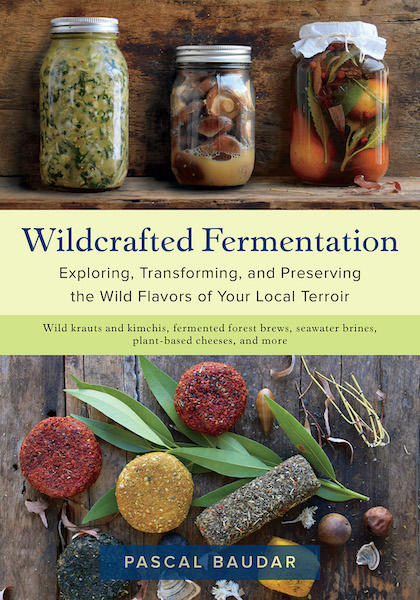 Wildcrafted Fermentation
Exploring, Transforming, and Preserving
the Wild Flavors of Your Local Terroir
Wild krauts and kimchis, fermented forest brews, seawater brines,
plant-based cheeses, and more
PASCAL BAUDAR